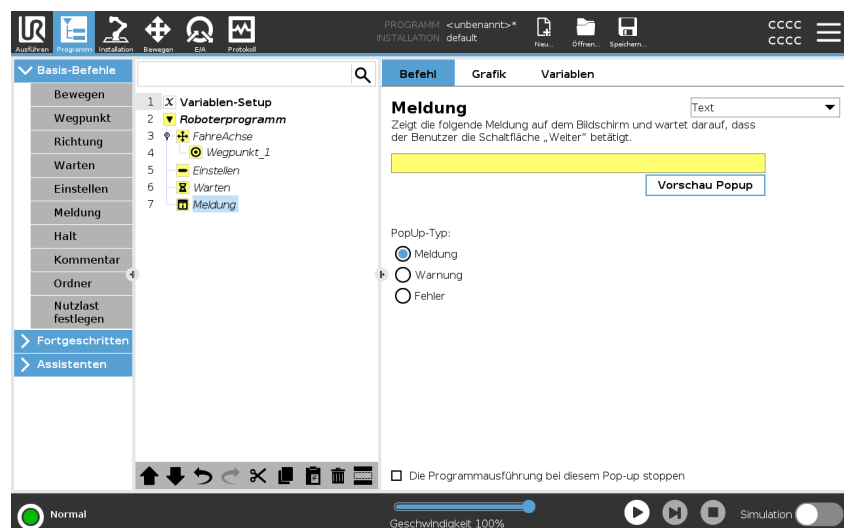 PROGRAMM <unbenannt>*
INSTALLATION default
Ausführen
Programm
Installation
Bewegen
E/A
Protokoll
Neu...
Öffnen...
Speichern...
CCCC
CCCC
Basis-Befehle
Bewegen
Wegpunkt
Richtung
Warten
Einstellen
Meldung
Halt
Kommentar
Ordner
Nutzlast
festlegen
Fortgeschritten
Assistenten
1 X Variablen-Setup
2 Roboterprogramm
3 FahreAchse
4 Wegpunkt_1
5 Einstellen
6 Warten
7 Meldung
Befehl Grafik Variablen
Meldung
Text
Zeigt die folgende Meldung auf dem Bildschirm und wartet darauf, dass
der Benutzer die Schaltfläche „Weiter" betätigt.
Vorschau Popup
PopUp-Typ:
Meldung
Warnung
Fehler
Die Programmausführung bei diesem Pop-up stoppen
Normal
Geschwindigkeit 100%
Simulation